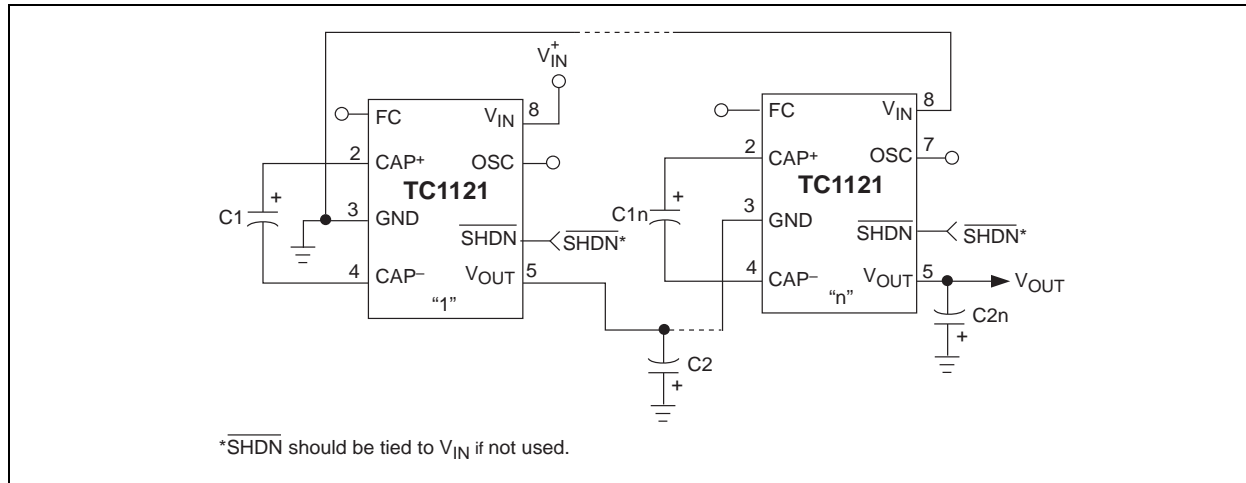 V+IN
FC
VIN
8
2
CAP+
OSC
TC1121
C1
+
3
GND
SHDN
SHDN*
4
CAP–
VOUT
5
“1”
C2
+
FC
VIN
8
2
CAP+
OSC
7
TC1121
C1n
+
3
GND
SHDN
SHDN*
4
CAP–
VOUT
5
VOUT
“n”
C2n
+
*SHDN should be tied to VIN if not used.